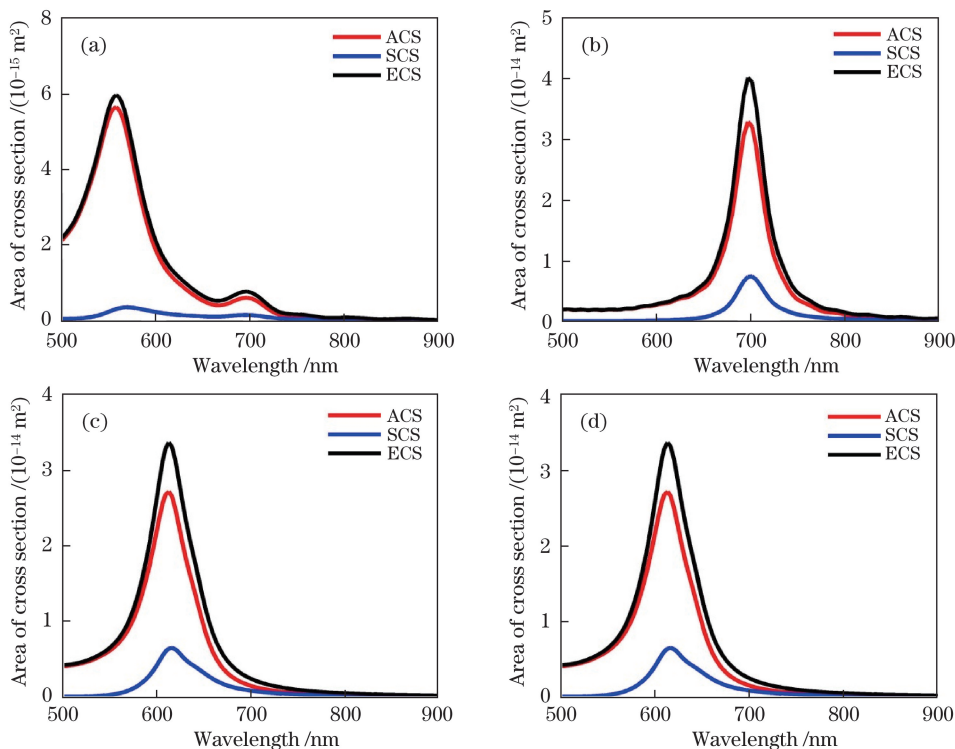 (a)
ACS
SCS
ECS
8
6
4
2
0
500 600 700 800 900
Wavelength /nm
Area of cross section /(10⁻¹⁵ m²)
(b)
ACS
SCS
ECS
5
4
3
2
1
0
500 600 700 800 900
Wavelength /nm
Area of cross section /(10⁻¹⁴ m²)
(c)
ACS
SCS
ECS
4
3
2
1
0
500 600 700 800 900
Wavelength /nm
Area of cross section /(10⁻¹⁴ m²)
(d)
ACS
SCS
ECS
4
3
2
1
0
500 600 700 800 900
Wavelength /nm
Area of cross section /(10⁻¹⁴ m²)